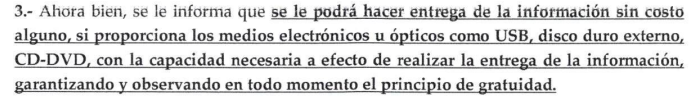 3.- Ahora bien, se le informa que se le podrá hacer entrega de la información sin costo
alguno, si proporciona los medios electrónicos u ópticos como USB, disco duro externo,
CD-DVD, con la capacidad necesaria a efecto de realizar la entrega de la información,
garantizando y observando en todo momento el principio de gratuidad.